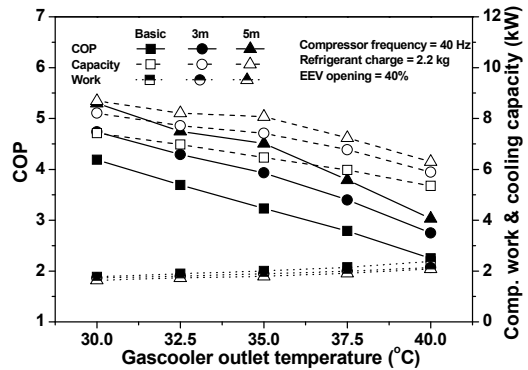 Basic 3m 5m
COP
Capacity
Work
Compressor frequency = 40 Hz
Refrigerant charge = 2.2 kg
EEV opening = 40%
7
6
5
4
3
2
1
COP
12
10
8
6
4
2
0
Comp. work & cooling capacity (kW)
30.0 32.5 35.0 37.5 40.0
Gascooler outlet temperature (°C)